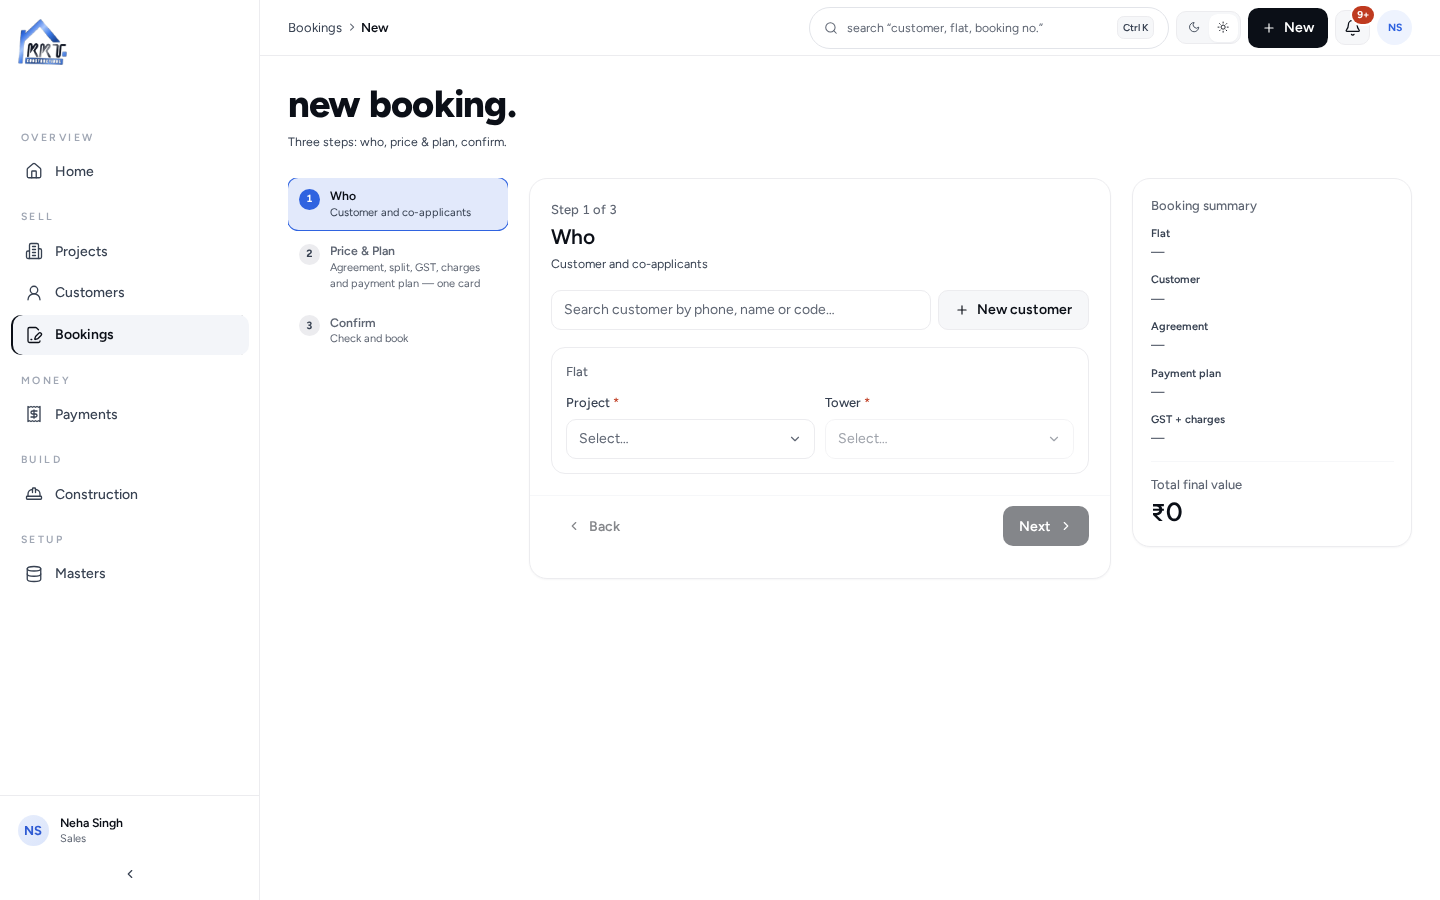 RRT
CONSTRUCTIONS
OVERVIEW
Home
SELL
Projects
Customers
Bookings
MONEY
Payments
BUILD
Construction
SETUP
Masters
NS
Neha Singh
Sales
Bookings > New
search “customer, flat, booking no.”
Ctrl K
New
9+
NS
new booking.
Three steps: who, price & plan, confirm.
1
Who
Customer and co-applicants
2
Price & Plan
Agreement, split, GST, charges
and payment plan — one card
3
Confirm
Check and book
Step 1 of 3
Who
Customer and co-applicants
Search customer by phone, name or code...
New customer
Flat
Project *
Tower *
Select...
Select...
Back
Next
Booking summary
Flat
—
Customer
—
Agreement
—
Payment plan
—
GST + charges
—
Total final value
₹0